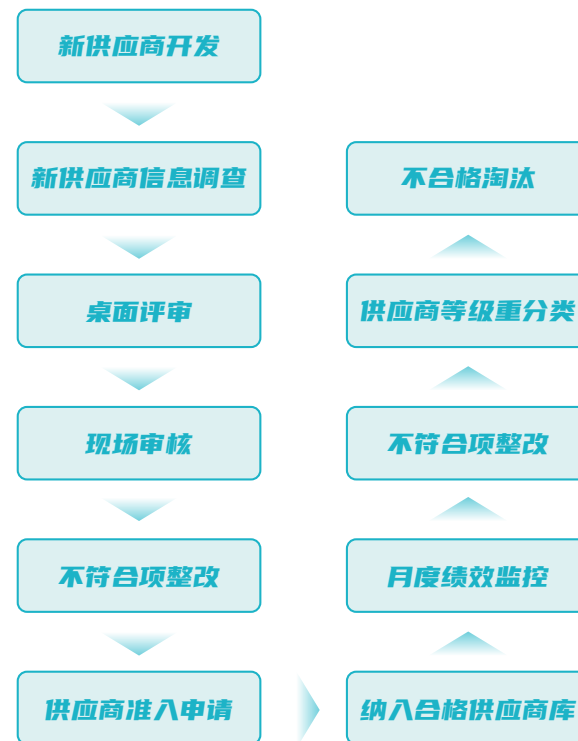 新供应商开发
新供应商信息调查
桌面评审
现场审核
不符合项整改
供应商准入申请
纳入合格供应商库
月度绩效监控
不符合项整改
供应商等级重分类
不合格淘汰